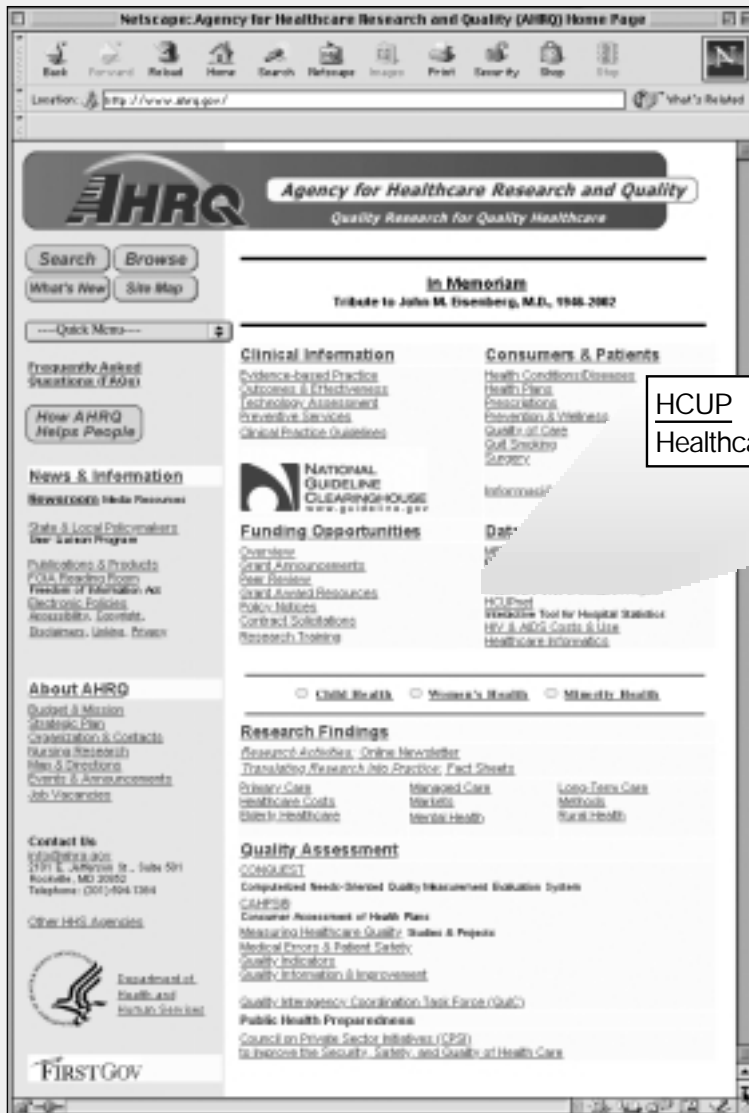 Netscape: Agency for Healthcare Research and Quality (AHRQ) Home Page
Back Forward Reload Home Search Netscape Images Print Security Shop Stop
N
Location: http://www.ahrq.gov/ What's Related
AHRQ
Agency for Healthcare Research and Quality
Quality Research for Quality Healthcare
Search Browse
What's New Site Map
----Quick Menu----
Frequently Asked
Questions (FAQs)
How AHRQ
Helps People
News & Information
Newsroom Media Resources
State & Local Policymakers
User Liaison Program
Publications & Products
FOIA Reading Room
Freedom of Information Act
Electronic Policies
Accessibility, Copyright,
Disclaimers, Linking, Privacy
About AHRQ
Budget & Mission
Strategic Plan
Organization & Contacts
Nursing Research
Map & Directions
Events & Announcements
Job Vacancies
Contact Us
info@ahrq.gov
2101 E. Jefferson St., Suite 501
Rockville, MD 20852
Telephone: (301) 594-1364
Other HHS Agencies
Department of
Health and
Human Services
FIRSTGOV
In Memoriam
Tribute to John M. Eisenberg, M.D., 1946-2002
Clinical Information
Evidence-based Practice
Outcomes & Effectiveness
Technology Assessment
Preventive Services
Clinical Practice Guidelines
NATIONAL
GUIDELINE
CLEARINGHOUSE
www.guideline.gov
Consumers & Patients
Health Conditions/Diseases
Health Plans
Prescriptions
Prevention & Wellness
Quality of Care
Quit Smoking
Surgery
HCUP
Healthca
Funding Opportunities
Overview
Grant Announcements
Peer Review
Grant Award Resources
Policy Notices
Contract Solicitations
Research Training
Dat
HCUPnet
Interactive Tool for Hospital Statistics
HIV & AIDS Costs & Use
Healthcare Informatics
Child Health Women's Health Minority Health
Research Findings
Research Activities: Online Newsletter
Translating Research Into Practice: Fact Sheets
Primary Care Managed Care Long-Term Care
Healthcare Costs Markets Methods
Elderly Healthcare Mental Health Rural Health
Quality Assessment
CONQUEST
Computerized Needs-Oriented Quality Measurement Evaluation System
CAHPS®
Consumer Assessment of Health Plans
Measuring Healthcare Quality Studies & Projects
Medical Errors & Patient Safety
Quality Indicators
Quality Information & Improvement
Quality Interagency Coordination Task Force (QuIC)
Public Health Preparedness
Council on Private Sector Initiatives (CPSI)
to Improve the Security, Safety, and Quality of Health Care